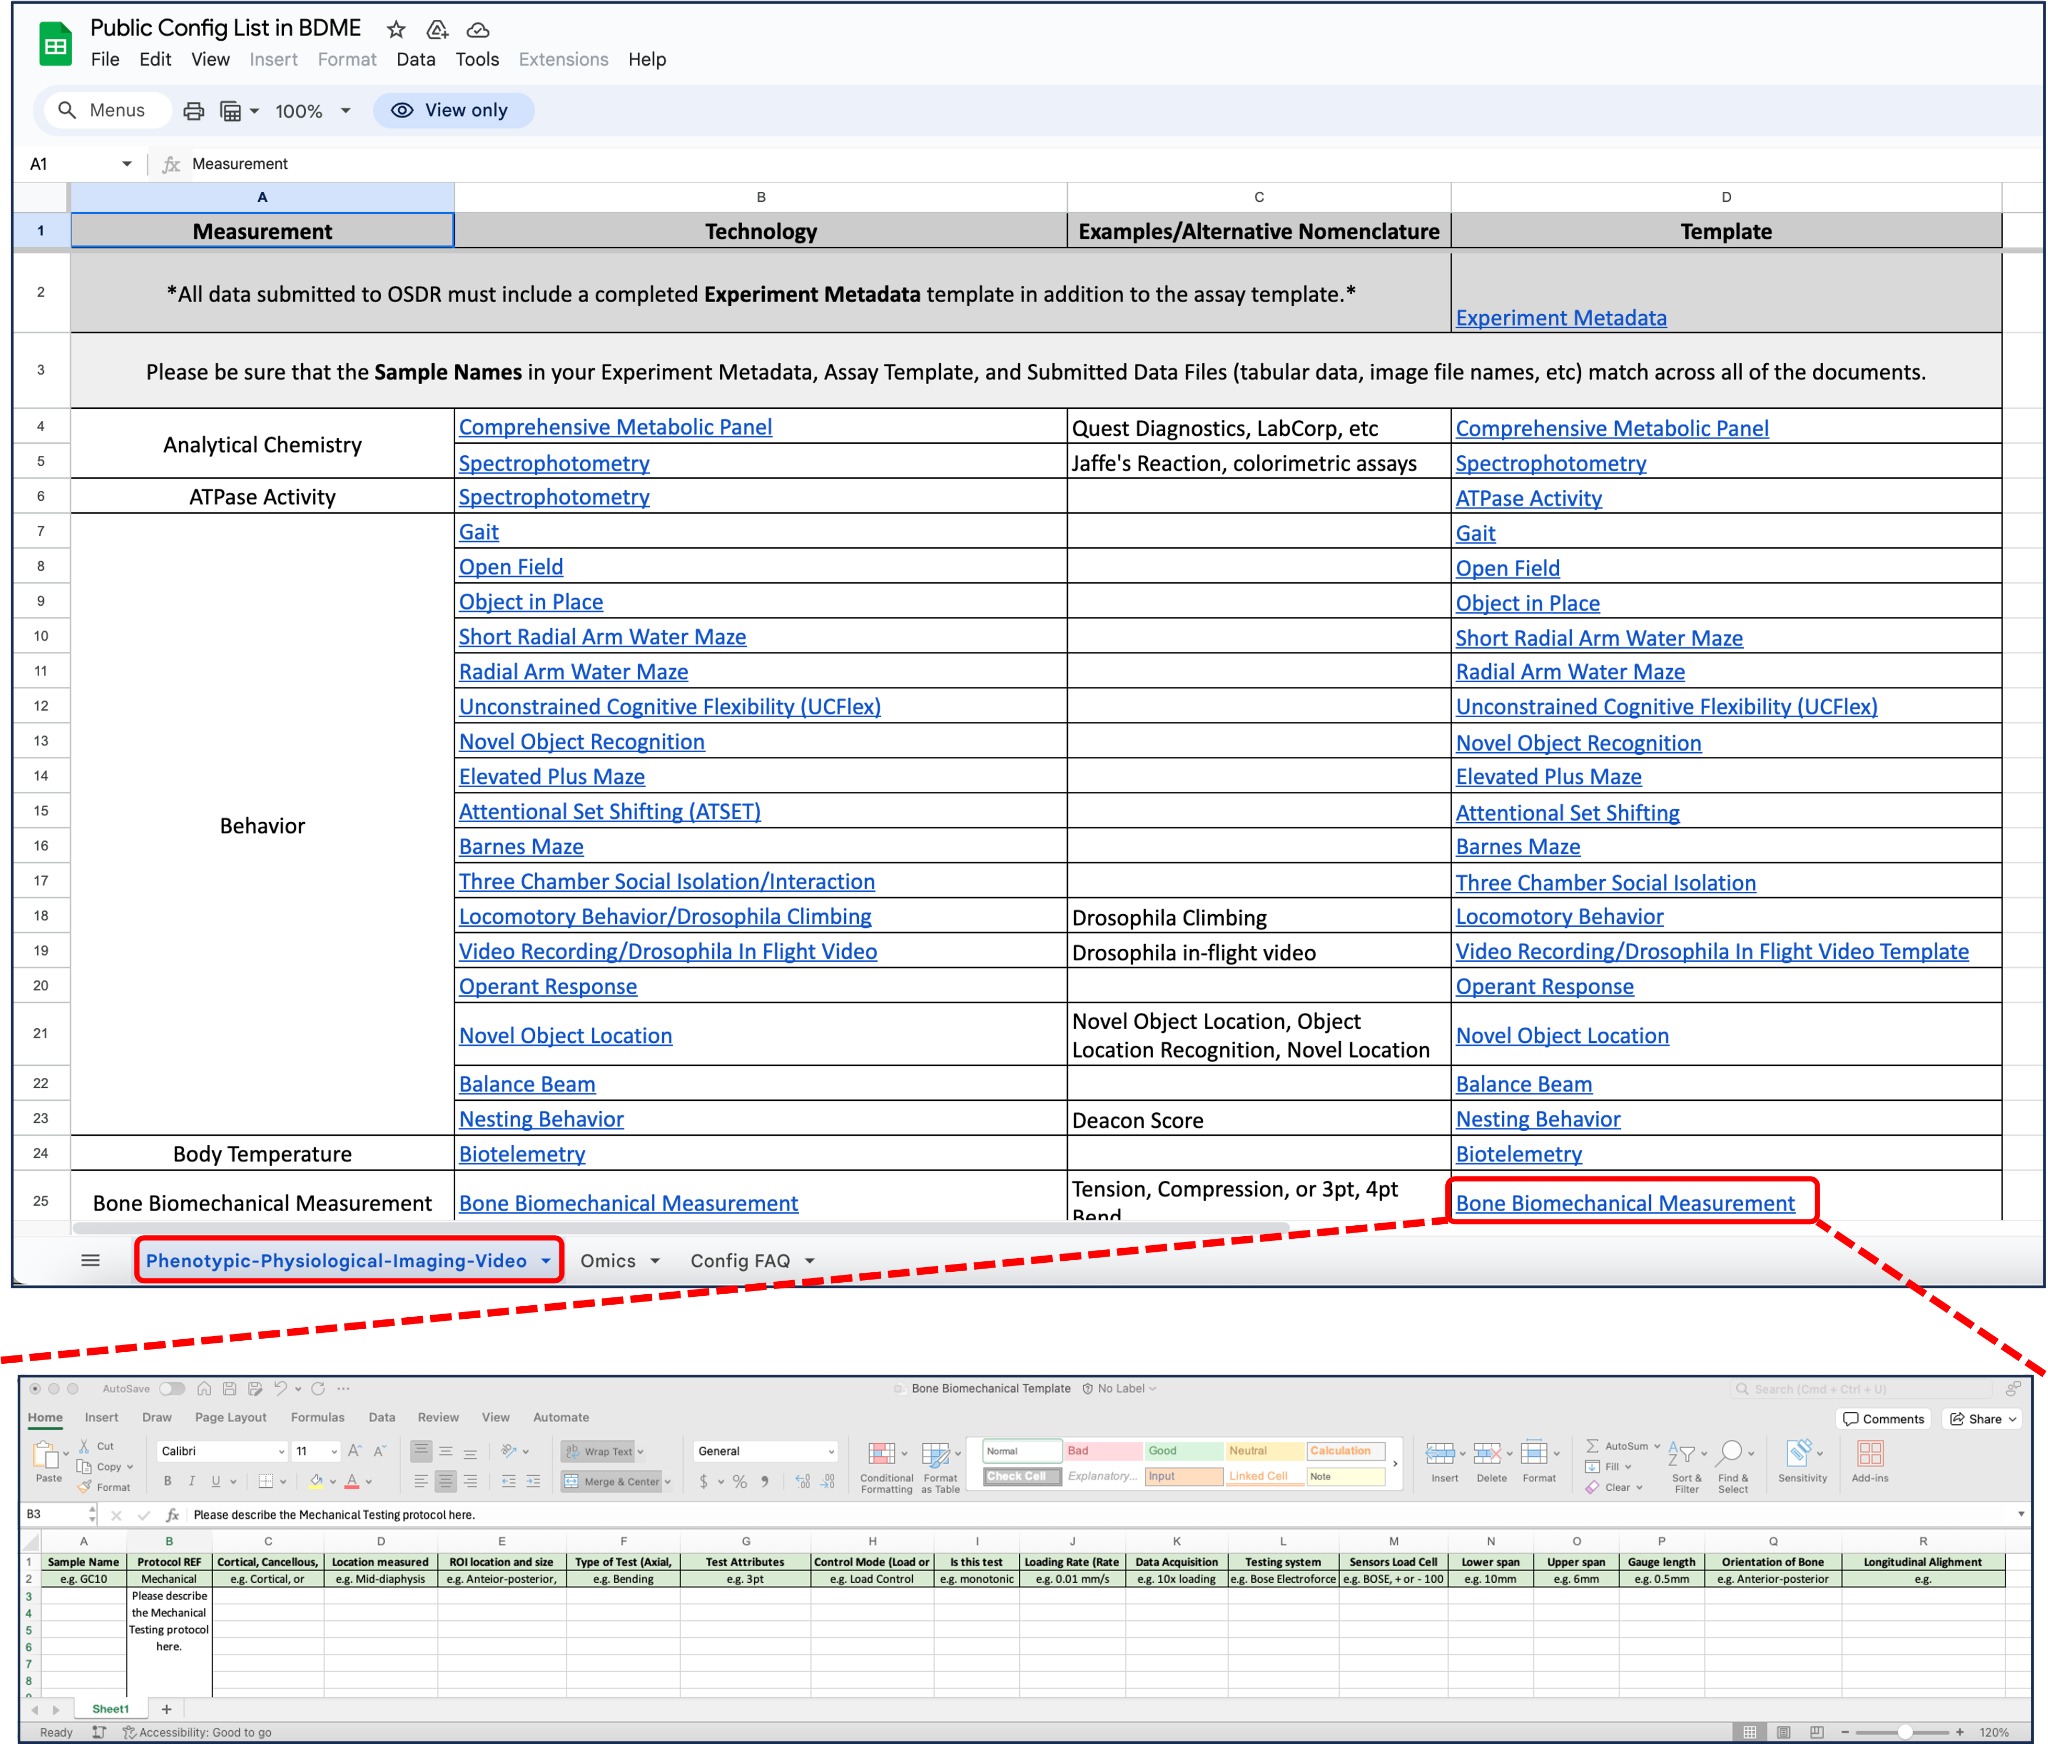 Public Config List in BDME
File Edit View Insert Format Data Tools Extensions Help
Menus 100% View only
A1 fx Measurement
A B C D
1 Measurement Technology Examples/Alternative Nomenclature Template
2 *All data submitted to OSDR must include a completed Experiment Metadata template in addition to the assay template.* Experiment Metadata
3 Please be sure that the Sample Names in your Experiment Metadata, Assay Template, and Submitted Data Files (tabular data, image file names, etc) match across all of the documents.
4 Analytical Chemistry Comprehensive Metabolic Panel Quest Diagnostics, LabCorp, etc Comprehensive Metabolic Panel
5 Spectrophotometry Jaffe's Reaction, colorimetric assays Spectrophotometry
6 ATPase Activity Spectrophotometry ATPase Activity
7 Gait Gait
8 Open Field Open Field
9 Object in Place Object in Place
10 Short Radial Arm Water Maze Short Radial Arm Water Maze
11 Radial Arm Water Maze Radial Arm Water Maze
12 Unconstrained Cognitive Flexibility (UCFlex) Unconstrained Cognitive Flexibility (UCFlex)
13 Novel Object Recognition Novel Object Recognition
14 Elevated Plus Maze Elevated Plus Maze
15 Attentional Set Shifting (ATSET) Attentional Set Shifting
Behavior
16 Barnes Maze Barnes Maze
17 Three Chamber Social Isolation/Interaction Three Chamber Social Isolation
18 Locomotory Behavior/Drosophila Climbing Drosophila Climbing Locomotory Behavior
19 Video Recording/Drosophila In Flight Video Drosophila in-flight video Video Recording/Drosophila In Flight Video Template
20 Operant Response Operant Response
21 Novel Object Location Novel Object Location, Object Location Recognition, Novel Location Novel Object Location
22 Balance Beam Balance Beam
23 Nesting Behavior Deacon Score Nesting Behavior
24 Body Temperature Biotelemetry Biotelemetry
25 Bone Biomechanical Measurement Bone Biomechanical Measurement Tension, Compression, or 3pt, 4pt Bend Bone Biomechanical Measurement
Phenotypic-Physiological-Imaging-Video Omics Config FAQ
AutoSave Bone Biomechanical Template No Label Search (Cmd + Ctrl + U)
Home Insert Draw Page Layout Formulas Data Review View Automate Comments Share
Paste Cut Copy Format Calibri 11 A A B I U A Wrap Text Merge & Center General $ % Conditional Formatting Format as Table Normal Bad Good Neutral Calculation Check Cell Explanatory... Input Linked Cell Note Insert Delete Format AutoSum Fill Clear Sort & Filter Find & Select Sensitivity Add-ins
B3 fx Please describe the Mechanical Testing protocol here.
A B C D E F G H I J K L M N O P Q R
1 Sample Name Protocol REF Cortical, Cancellous, Location measured ROI location and size Type of Test (Axial, Test Attributes Control Mode (Load or Is this test Loading Rate (Rate Data Acquisition Testing system Sensors Load Cell Lower span Upper span Gauge length Orientation of Bone Longitudinal Alighment
2 e.g. GC10 Mechanical e.g. Cortical, or e.g. Mid-diaphysis e.g. Anteior-posterior, e.g. Bending e.g. 3pt e.g. Load Control e.g. monotonic e.g. 0.01 mm/s e.g. 10x loading e.g. Bose Electroforce e.g. BOSE, + or - 100 e.g. 10mm e.g. 6mm e.g. 0.5mm e.g. Anterior-posterior e.g.
3 Please describe
4 the Mechanical
5 Testing protocol
6 here.
7
8
9
Sheet1 +
Ready Accessibility: Good to go 120%